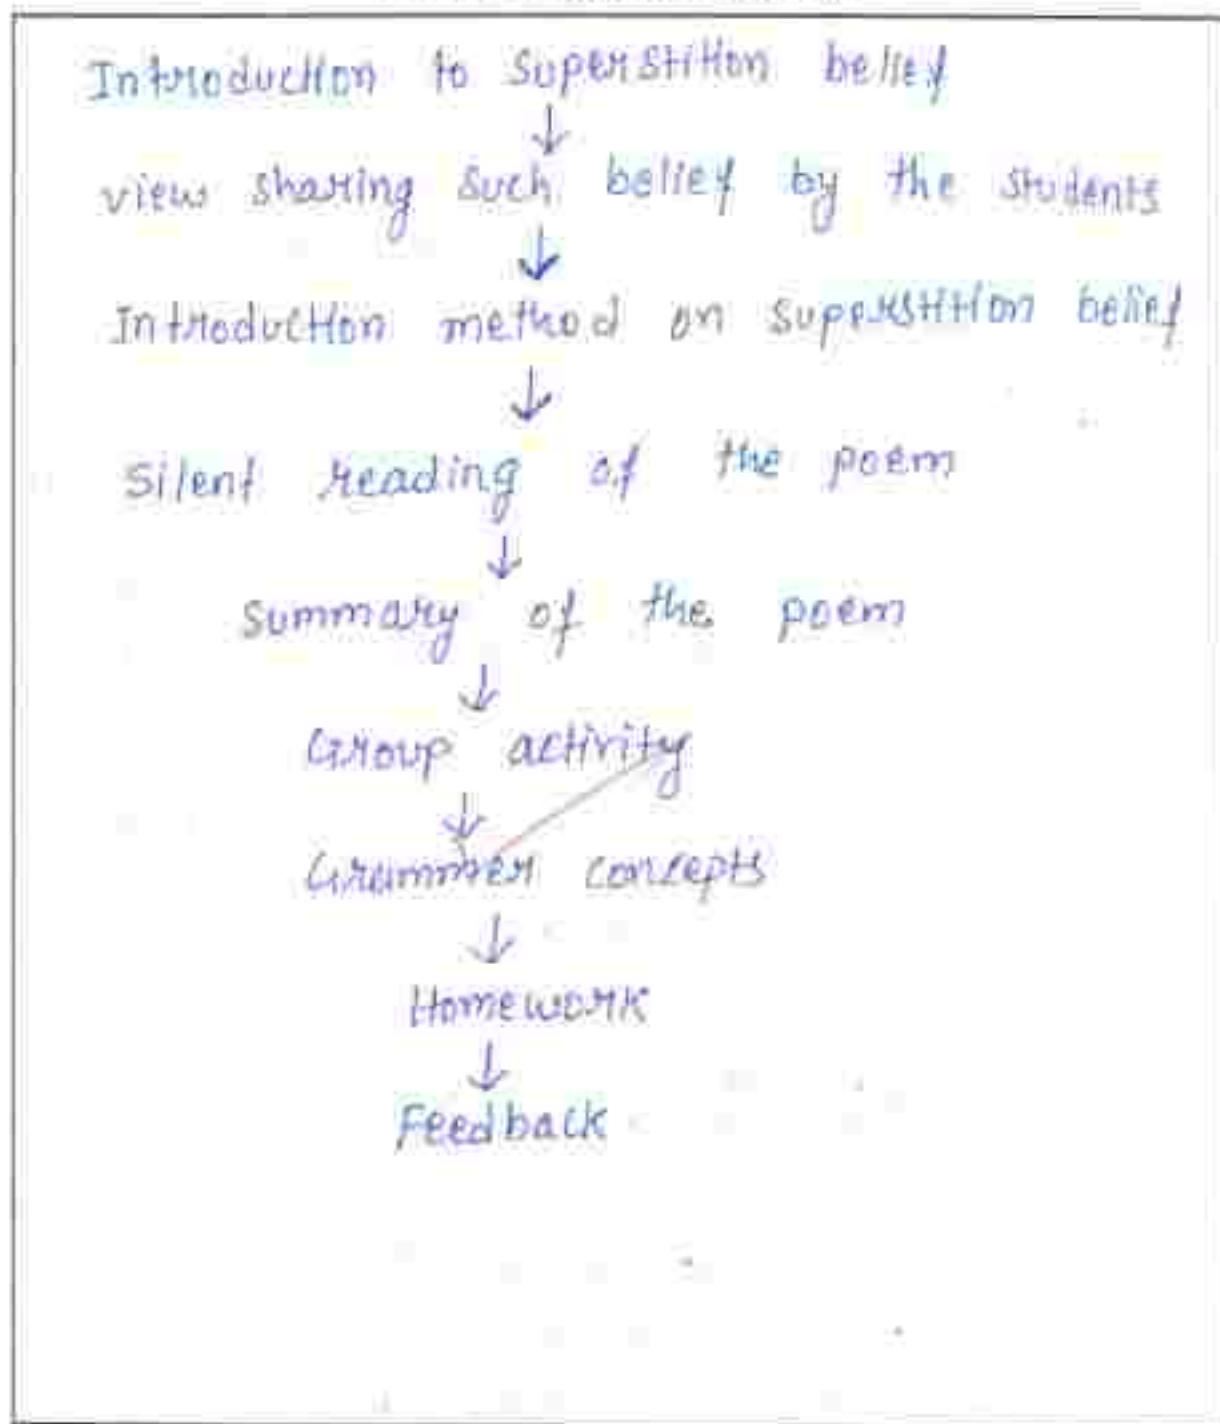 Introduction to Superstition belief
↓
view sharing such belief by the students
↓
Introduction method on supperstition belief
↓
Silent reading of the poem
↓
Summary of the poem
↓
Group activity
↓
Grammer concepts
↓
Homework
↓
Feedback